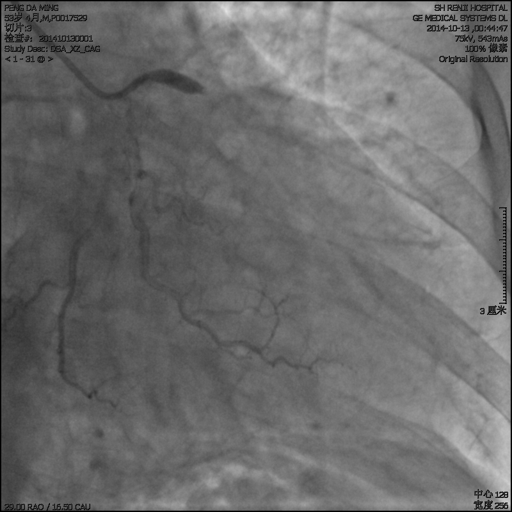 PENG DA MING
53岁 4月,M,P0017529
切片:3
检查#: 201410130001
Study Desc: DSA_XZ_CAG
< 1 - 31 @ >
SH RENJI HOSPITAL
GE MEDICAL SYSTEMS DL
2014-10-13 , 00:44:47
75kV, 543mAs
100% 像素
Original Resolution
3 厘米
29.00 RAO / 16.50 CAU
中心 128
宽度 256